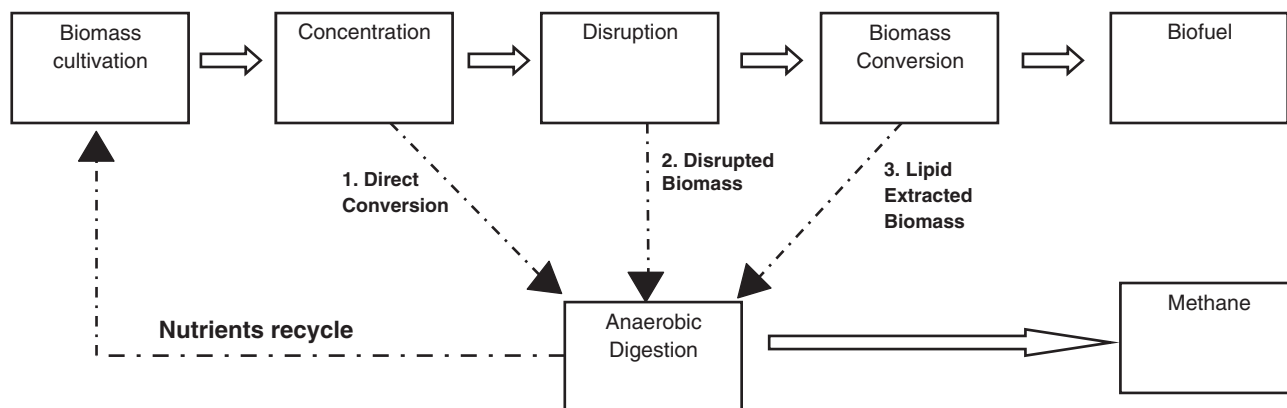 Biomass
cultivation
Concentration
Disruption
Biomass
Conversion
Biofuel
1. Direct
Conversion
2. Disrupted
Biomass
3. Lipid
Extracted
Biomass
Nutrients recycle
Anaerobic
Digestion
Methane